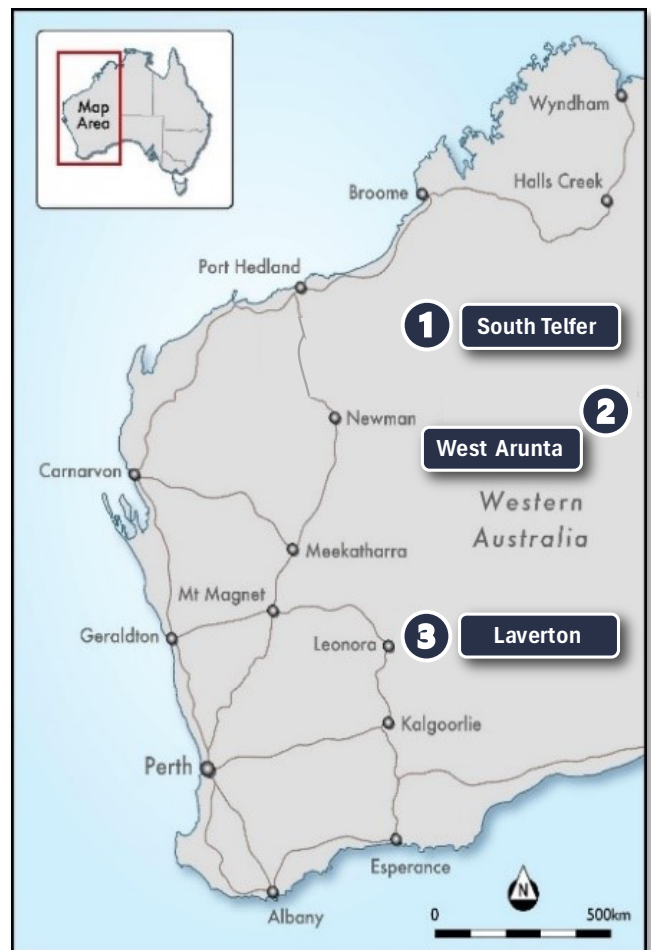 Map
Area
Wyndham
Halls Creek
Broome
Port Hedland
1 South Telfer
2
Newman
West Arunta
Carnarvon
Western
Australia
Meekatharra
Mt Magnet
Geraldton
Leonora
3 Laverton
Kalgoorlie
Perth
Esperance
N
Albany
0 500km